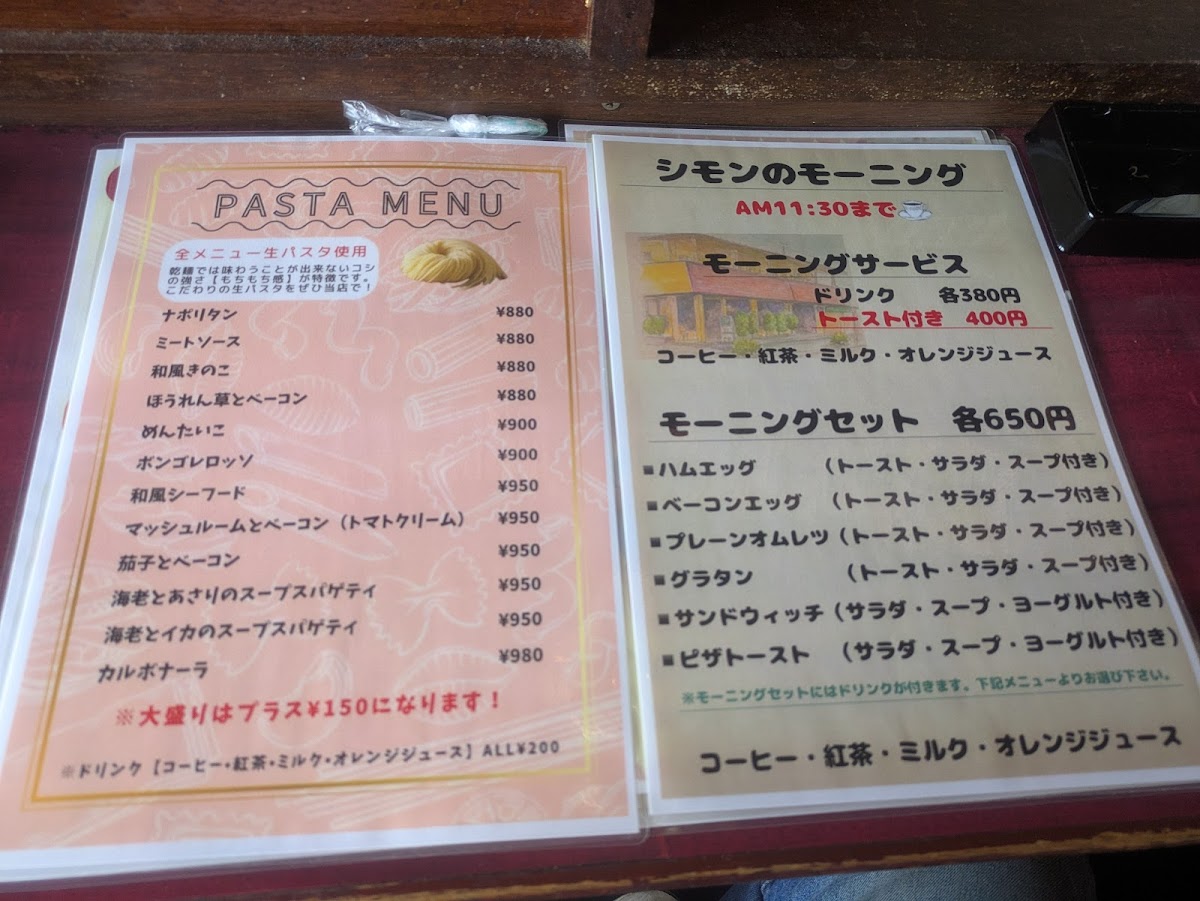 PASTA MENU
全メニュー生パスタ使用
乾麺では味わうことが出来ないコシ
の強さ【もちもち感】が特徴です。
こだわりの生パスタをぜひ当店で!
ナポリタン ¥880
ミートソース ¥880
和風きのこ ¥880
ほうれん草とベーコン ¥880
めんたいこ ¥900
ボンゴレロッソ ¥900
和風シーフード ¥950
マッシュルームとベーコン（トマトクリーム） ¥950
茄子とベーコン ¥950
海老とあさりのスープスパゲティ ¥950
海老とイカのスープスパゲティ ¥950
カルボナーラ ¥980
※大盛りはプラス¥150になります！
※ドリンク【コーヒー・紅茶・ミルク・オレンジジュース】ALL¥200
シモンのモーニング
AM11:30まで
モーニングサービス
ドリンク 各380円
トースト付き 400円
コーヒー・紅茶・ミルク・オレンジジュース
モーニングセット 各650円
■ハムエッグ （トースト・サラダ・スープ付き）
■ベーコンエッグ （トースト・サラダ・スープ付き）
■プレーンオムレツ（トースト・サラダ・スープ付き）
■グラタン （トースト・サラダ・スープ付き）
■サンドウィッチ（サラダ・スープ・ヨーグルト付き）
■ピザトースト （サラダ・スープ・ヨーグルト付き）
※モーニングセットにはドリンクが付きます。下記メニューよりお選び下さい。
コーヒー・紅茶・ミルク・オレンジジュース
2